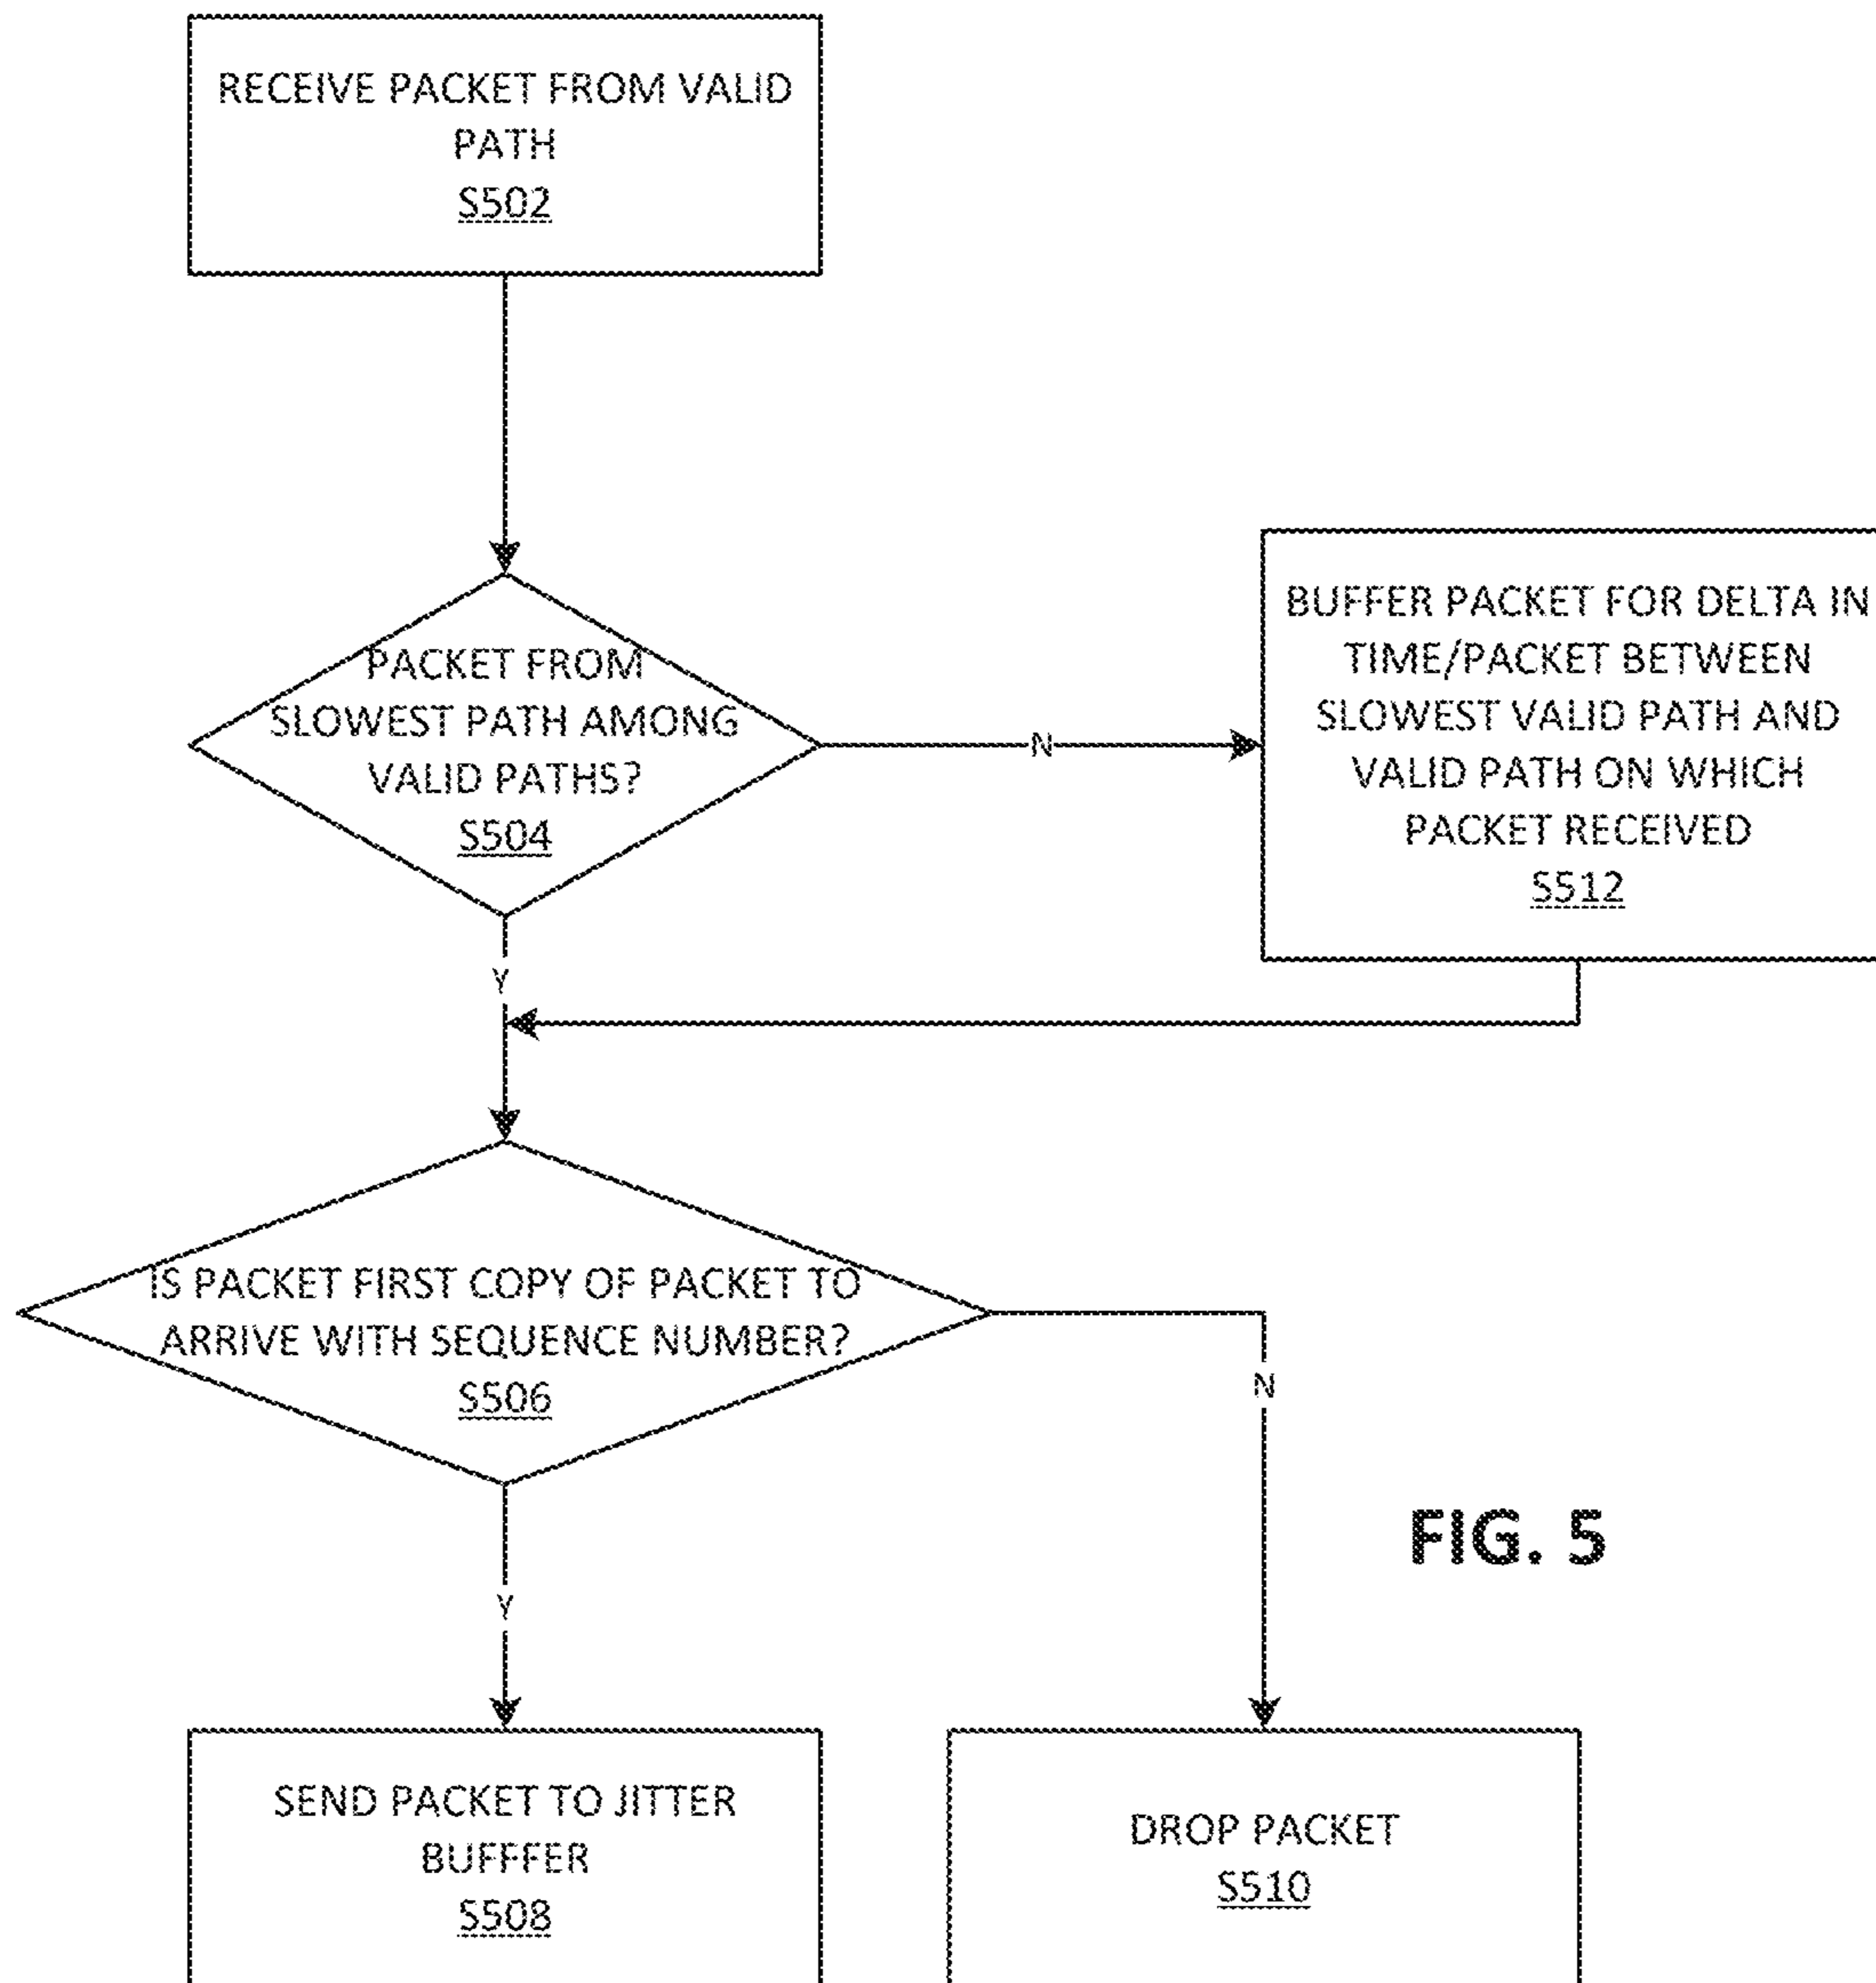 RECEIVE PACKET FROM VALID
PATH
S502
PACKET FROM
SLOWEST PATH AMONG
VALID PATHS?
S504
N
BUFFER PACKET FOR DELTA IN
TIME/PACKET BETWEEN
SLOWEST VALID PATH AND
VALID PATH ON WHICH
PACKET RECEIVED
S512
Y
IS PACKET FIRST COPY OF PACKET TO
ARRIVE WITH SEQUENCE NUMBER?
S506
N
Y
FIG. 5
SEND PACKET TO JITTER
BUFFFER
S508
DROP PACKET
S510